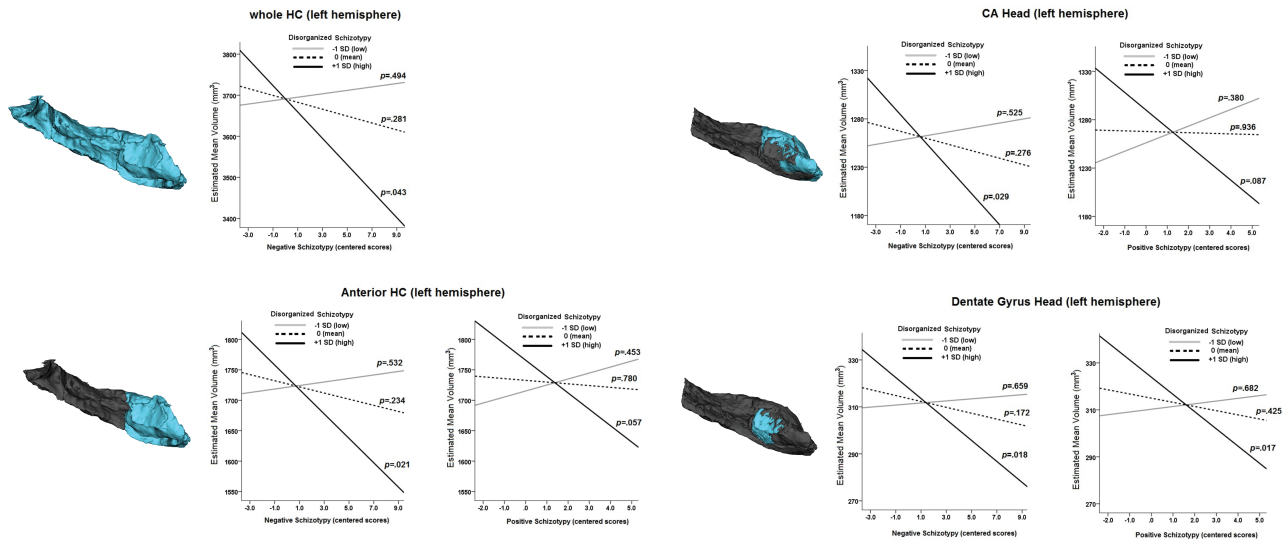 whole HC (left hemisphere)
Disorganized Schizotypy
-1 SD (low)
0 (mean)
+1 SD (high)
Estimated Mean Volume (mm³)
3800
3700
3600
3500
3400
p=.494
p=.281
p=.043
-3.0 -1.0 1.0 3.0 5.0 7.0 9.0
Negative Schizotypy (centered scores)
CA Head (left hemisphere)
Disorganized Schizotypy
-1 SD (low)
0 (mean)
+1 SD (high)
Estimated Mean Volume (mm³)
1330
1280
1230
1180
p=.525
p=.276
p=.029
-3.0 -1.0 1.0 3.0 5.0 7.0 9.0
Negative Schizotypy (centered scores)
Disorganized Schizotypy
-1 SD (low)
0 (mean)
+1 SD (high)
Estimated Mean Volume (mm³)
1330
1280
1230
1180
p=.380
p=.936
p=.087
-2.0 -1.0 .0 1.0 2.0 3.0 4.0 5.0
Positive Schizotypy (centered scores)
Anterior HC (left hemisphere)
Disorganized Schizotypy
-1 SD (low)
0 (mean)
+1 SD (high)
Estimated Mean Volume (mm³)
1800
1750
1700
1650
1600
1550
p=.532
p=.234
p=.021
-3.0 -1.0 1.0 3.0 5.0 7.0 9.0
Negative Schizotypy (centered scores)
Disorganized Schizotypy
-1 SD (low)
0 (mean)
+1 SD (high)
Estimated Mean Volume (mm³)
1800
1750
1700
1650
1600
1550
p=.453
p=.780
p=.057
-2.0 -1.0 .0 1.0 2.0 3.0 4.0 5.0
Positive Schizotypy (centered scores)
Dentate Gyrus Head (left hemisphere)
Disorganized Schizotypy
-1 SD (low)
0 (mean)
+1 SD (high)
Estimated Mean Volume (mm³)
330
310
290
270
p=.659
p=.172
p=.018
-3.0 -1.0 1.0 3.0 5.0 7.0 9.0
Negative Schizotypy (centered scores)
Disorganized Schizotypy
-1 SD (low)
0 (mean)
+1 SD (high)
Estimated Mean Volume (mm³)
330
310
290
270
p=.682
p=.425
p=.017
-2.0 -1.0 .0 1.0 2.0 3.0 4.0 5.0
Positive Schizotypy (centered scores)